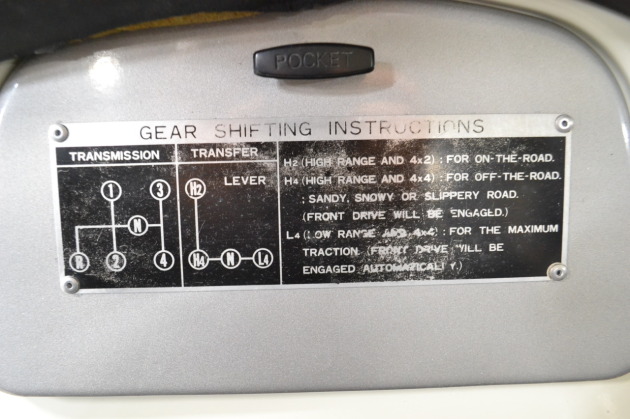 POCKET
GEAR SHIFTING INSTRUCTIONS
TRANSMISSION
1 3
N
R 2 4
TRANSFER
LEVER
H2
H4 N L4
H2 (HIGH RANGE AND 4x2) : FOR ON-THE-ROAD.
H4 (HIGH RANGE AND 4x4) : FOR OFF-THE-ROAD.
: SANDY, SNOWY OR SLIPPERY ROAD.
(FRONT DRIVE WILL BE ENGAGED.)
L4 (LOW RANGE AND 4x4) : FOR THE MAXIMUM
TRACTION (FRONT DRIVE WILL BE
ENGAGED AUTOMATICALLY.)